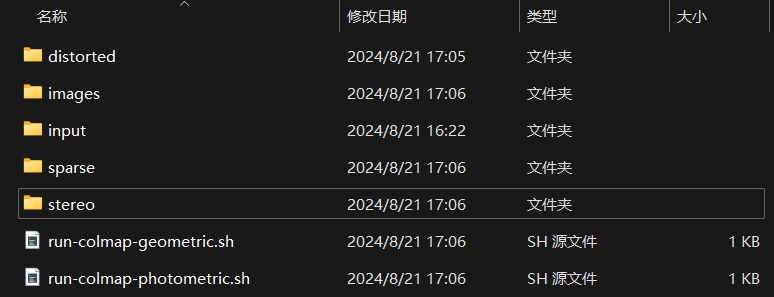 名称 修改日期 类型 大小
distorted 2024/8/21 17:05 文件夹
images 2024/8/21 17:06 文件夹
input 2024/8/21 16:22 文件夹
sparse 2024/8/21 17:06 文件夹
stereo 2024/8/21 17:06 文件夹
run-colmap-geometric.sh 2024/8/21 17:06 SH 源文件 1 KB
run-colmap-photometric.sh 2024/8/21 17:06 SH 源文件 1 KB